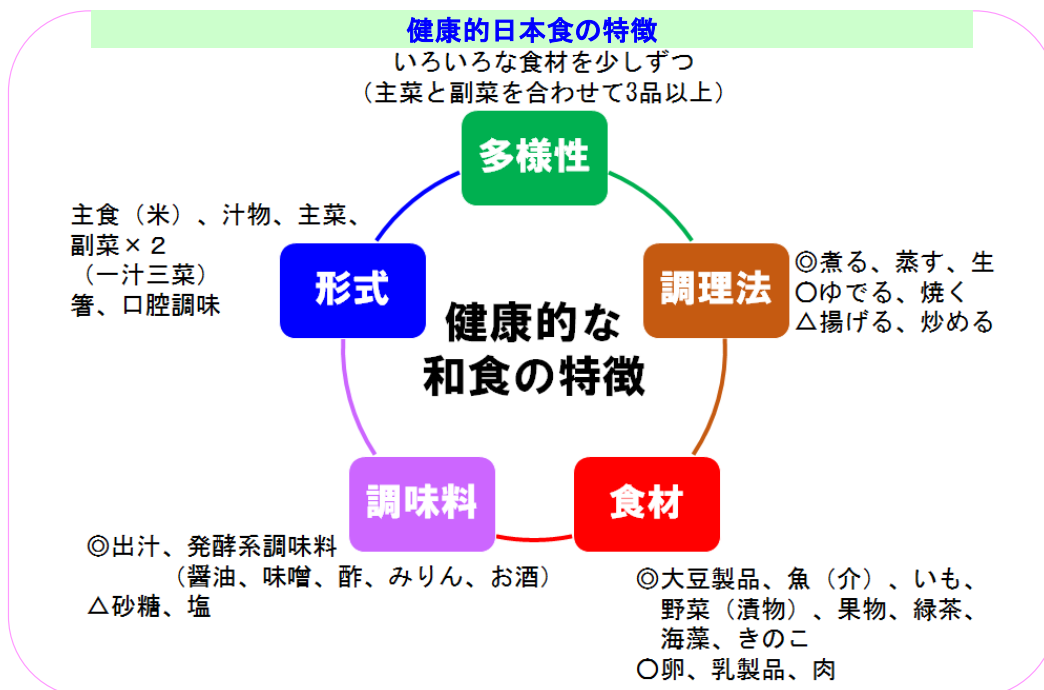 健康的日本食の特徴
いろいろな食材を少しずつ
（主菜と副菜を合わせて3品以上）
多様性
主食（米）、汁物、主菜、
副菜×２
（一汁三菜）
箸、口腔調味
形式
調理法
◎煮る、蒸す、生
〇ゆでる、焼く
△揚げる、炒める
健康的な
和食の特徴
調味料
◎出汁、発酵系調味料
（醤油、味噌、酢、みりん、お酒）
△砂糖、塩
食材
◎大豆製品、魚（介）、いも、
野菜（漬物）、果物、緑茶、
海藻、きのこ
〇卵、乳製品、肉